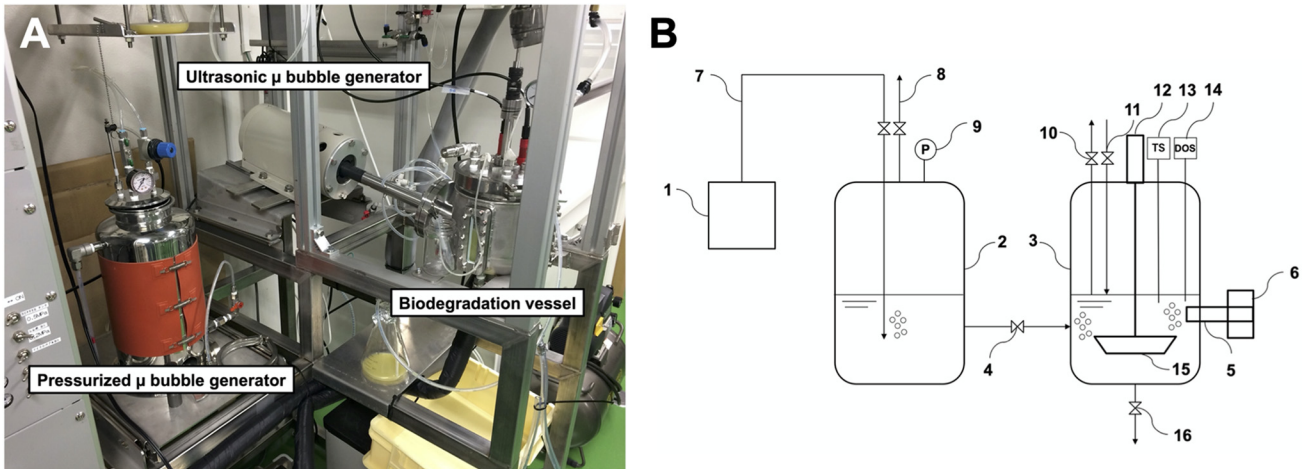 A
Ultrasonic µ bubble generator
Biodegradation vessel
Pressurized µ bubble generator
B
7
8
9
P
1
2
4
10
11
12
13
14
TS
DOS
3
6
15
5
16